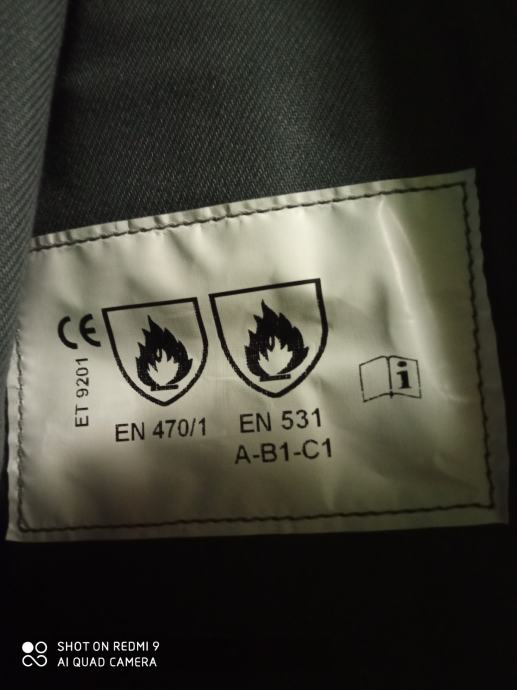 CE
ET 9201
EN 470/1
EN 531
A-B1-C1
i
SHOT ON REDMI 9
AI QUAD CAMERA